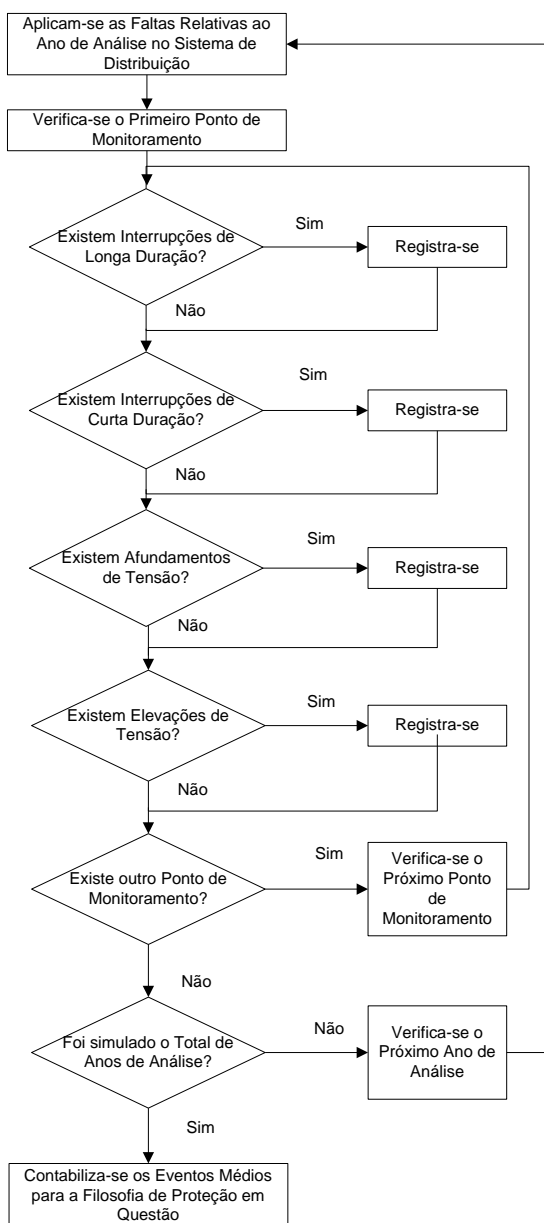 Aplicam-se as Faltas Relativas ao
Ano de Análise no Sistema de
Distribuição
Verifica-se o Primeiro Ponto de
Monitoramento
Existem Interrupções de
Longa Duração?
Sim
Registra-se
Não
Existem Interrupções de
Curta Duração?
Sim
Registra-se
Não
Existem Afundamentos
de Tensão?
Sim
Registra-se
Não
Existem Elevações de
Tensão?
Sim
Registra-se
Não
Existe outro Ponto de
Monitoramento?
Sim
Verifica-se o
Próximo Ponto
de
Monitoramento
Não
Foi simulado o Total de
Anos de Análise?
Não
Verifica-se o
Próximo Ano de
Análise
Sim
Contabiliza-se os Eventos Médios
para a Filosofia de Proteção em
Questão